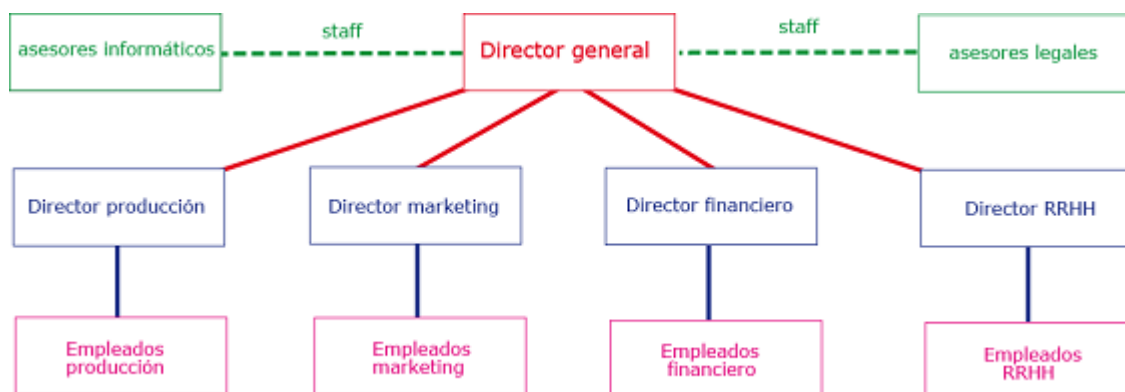 asesores informáticos
staff
Director general
staff
asesores legales
Director producción
Director marketing
Director financiero
Director RRHH
Empleados
producción
Empleados
marketing
Empleados
financiero
Empleados
RRHH